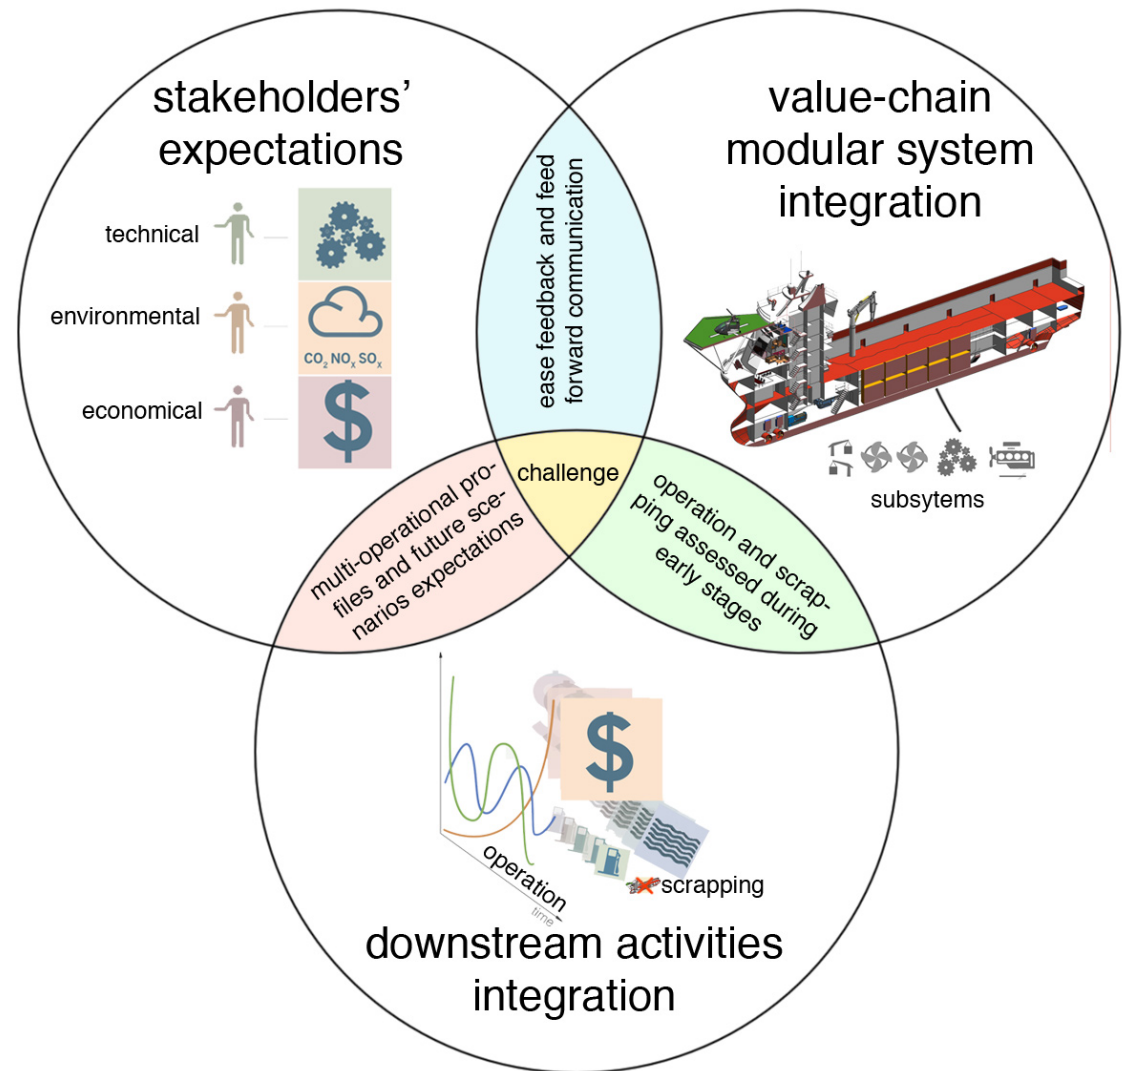 stakeholders’
expectations
technical
environmental
CO₂ NOₓ SOₓ
economical
$
value-chain
modular system
integration
subsytems
ease feedback and feed
forward communication
challenge
multi-operational pro-
files and future sce-
narios expectations
operation and scrap-
ping assessed during
early stages
$
operation
time
scrapping
downstream activities
integration